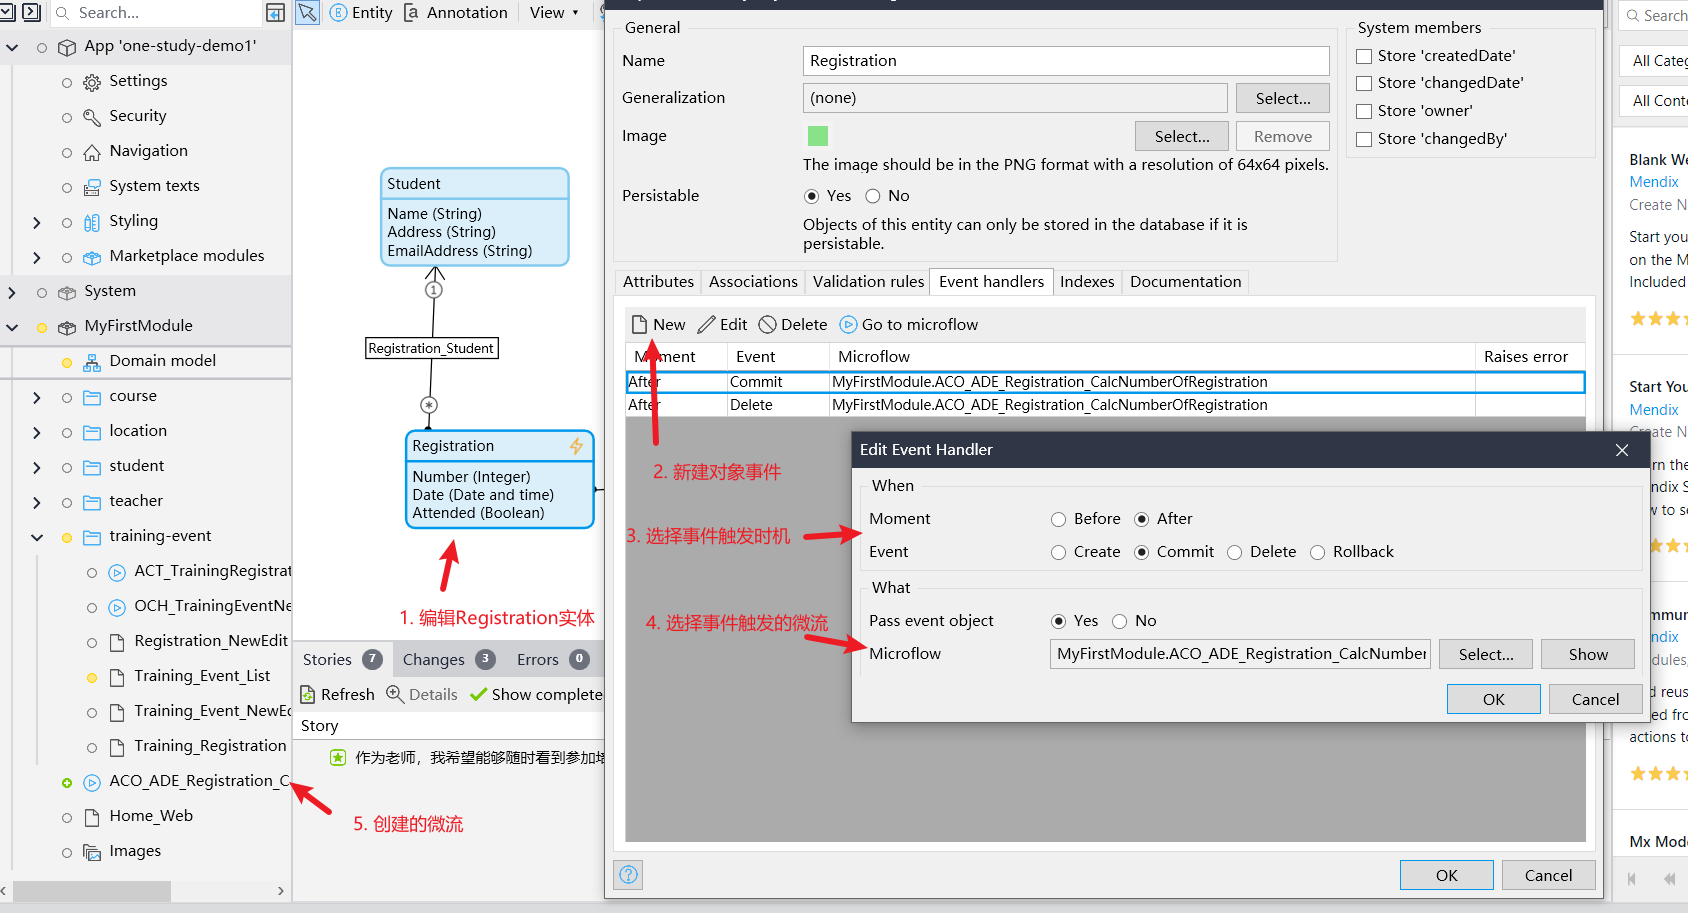 Search...
Entity
Annotation
View
App 'one-study-demo1'
Settings
Security
Navigation
System texts
Styling
Marketplace modules
System
MyFirstModule
Domain model
course
location
student
teacher
training-event
ACT_TrainingRegistrat
OCH_TrainingEventNe
Registration_NewEdit
Training_Event_List
Training_Event_NewEd
Training_Registration
ACO_ADE_Registration_C
Home_Web
Images
Student
Name (String)
Address (String)
EmailAddress (String)
1
Registration_Student
*
Registration
Number (Integer)
Date (Date and time)
Attended (Boolean)
1. 编辑Registration实体
Stories 7 Changes 3 Errors 0
Refresh Details Show complete
Story
作为老师，我希望能够随时看到参加培
5. 创建的微流
General
Name Registration
Generalization (none) Select...
Image Select... Remove
The image should be in the PNG format with a resolution of 64x64 pixels.
Persistable Yes No
Objects of this entity can only be stored in the database if it is
persistable.
System members
Store 'createdDate'
Store 'changedDate'
Store 'owner'
Store 'changedBy'
Attributes Associations Validation rules Event handlers Indexes Documentation
New Edit Delete Go to microflow
Moment Event Microflow Raises error
After Commit MyFirstModule.ACO_ADE_Registration_CalcNumberOfRegistration
After Delete MyFirstModule.ACO_ADE_Registration_CalcNumberOfRegistration
2. 新建对象事件
3. 选择事件触发时机
4. 选择事件触发的微流
Edit Event Handler
When
Moment Before After
Event Create Commit Delete Rollback
What
Pass event object Yes No
Microflow MyFirstModule.ACO_ADE_Registration_CalcNumber Select... Show
OK Cancel
OK Cancel
Search
All Categ
All Conte
Blank We
Mendix
Create N
Start you
on the M
Included
Start You
Mendix
Create N
rn the
ndix S
w to se
mmun
ndix
dules,
d reus
ed fro
actions to
Mx Mod